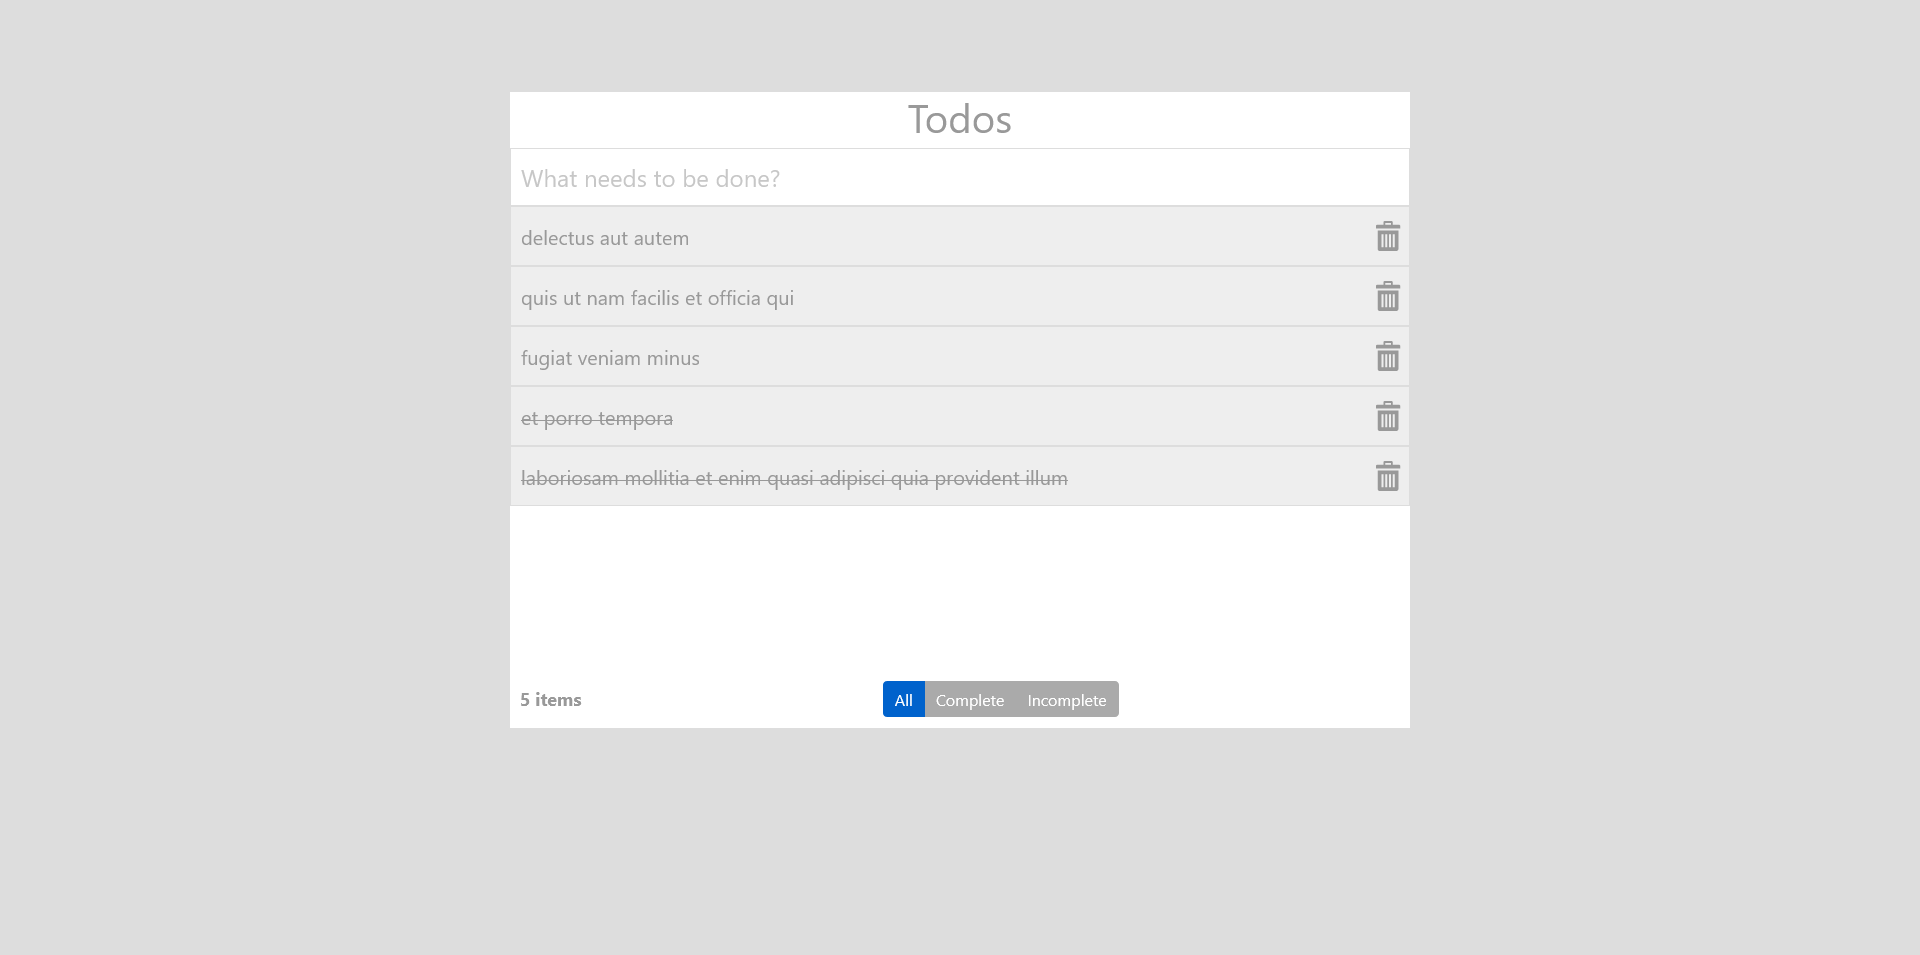 Todos
What needs to be done?
delectus aut autem
quis ut nam facilis et officia qui
fugiat veniam minus
et porro tempora
laboriosam mollitia et enim quasi adipisci quia provident illum
5 items
All Complete Incomplete